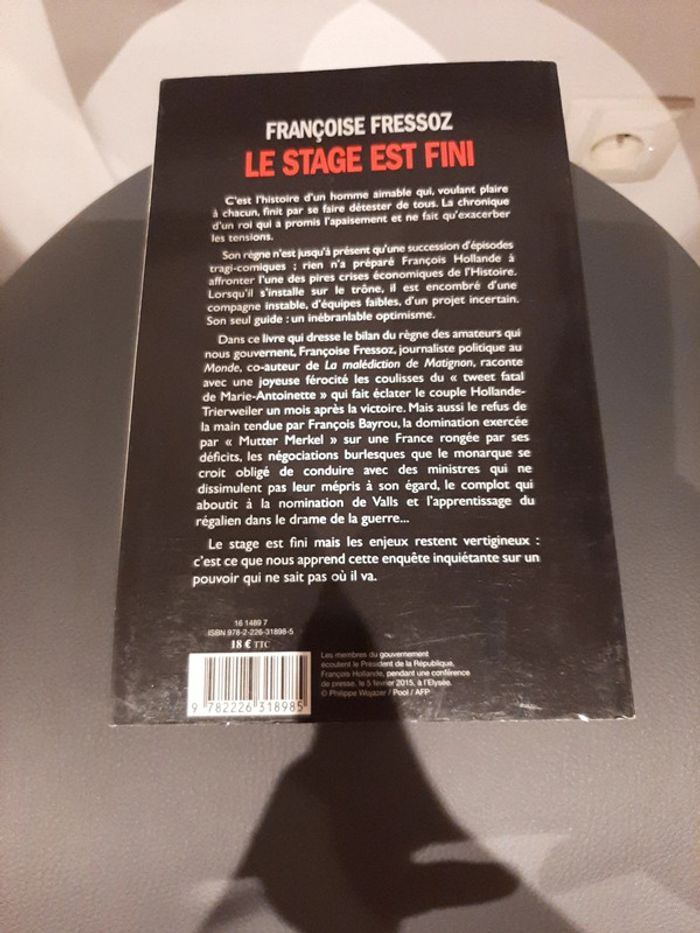 FRANÇOISE FRESSOZ
LE STAGE EST FINI
C'est l'histoire d'un homme aimable qui, voulant plaire
à chacun, finit par se faire détester de tous. La chronique
d'un roi qui a promis l'apaisement et ne fait qu'exacerber
les tensions.
Son règne n'est jusqu'à présent qu'une succession d'épisodes
tragi-comiques ; rien n'a préparé François Hollande à
affronter l'une des pires crises économiques de l'Histoire.
Lorsqu'il s'installe sur le trône, il est encombré d'une
compagne instable, d'équipes faibles, d'un projet incertain.
Son seul guide : un inébranlable optimisme.
Dans ce livre qui dresse le bilan du règne des amateurs qui
nous gouvernent, Françoise Fressoz, journaliste politique au
Monde, co-auteur de La malédiction de Matignon, raconte
avec une joyeuse férocité les coulisses du « tweet fatal
de Marie-Antoinette » qui fait éclater le couple Hollande-
Trierweiler un mois après la victoire. Mais aussi le refus de
la main tendue par François Bayrou, la domination exercée
par « Mutter Merkel » sur une France rongée par ses
déficits, les négociations burlesques que le monarque se
croit obligé de conduire avec des ministres qui ne
dissimulent pas leur mépris à son égard, le complot qui
aboutit à la nomination de Valls et l'apprentissage du
régalien dans le drame de la guerre...
Le stage est fini mais les enjeux restent vertigineux :
c'est ce que nous apprend cette enquête inquiétante sur un
pouvoir qui ne sait pas où il va.
16 1489 7
ISBN 978-2-226-31898-5
18 € TTC
9 782226 318985
Les membres du gouvernement
écoutent le Président de la République,
François Hollande, pendant une conférence
de presse, le 5 février 2015, à l'Elysée.
© Philippe Wojazer / Pool / AFP